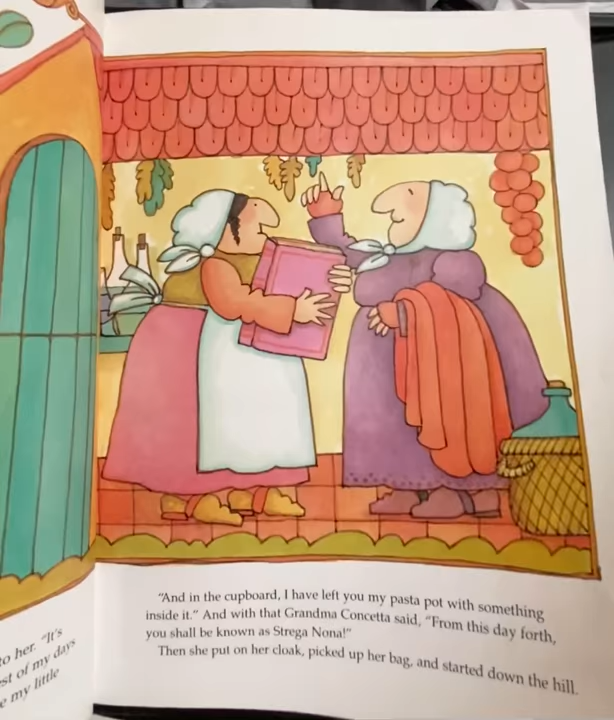 to her. "It's
st of my days
e my little
"And in the cupboard, I have left you my pasta pot with something
inside it." And with that Grandma Concetta said, "From this day forth,
you shall be known as Strega Nona!"
Then she put on her cloak, picked up her bag, and started down the hill.